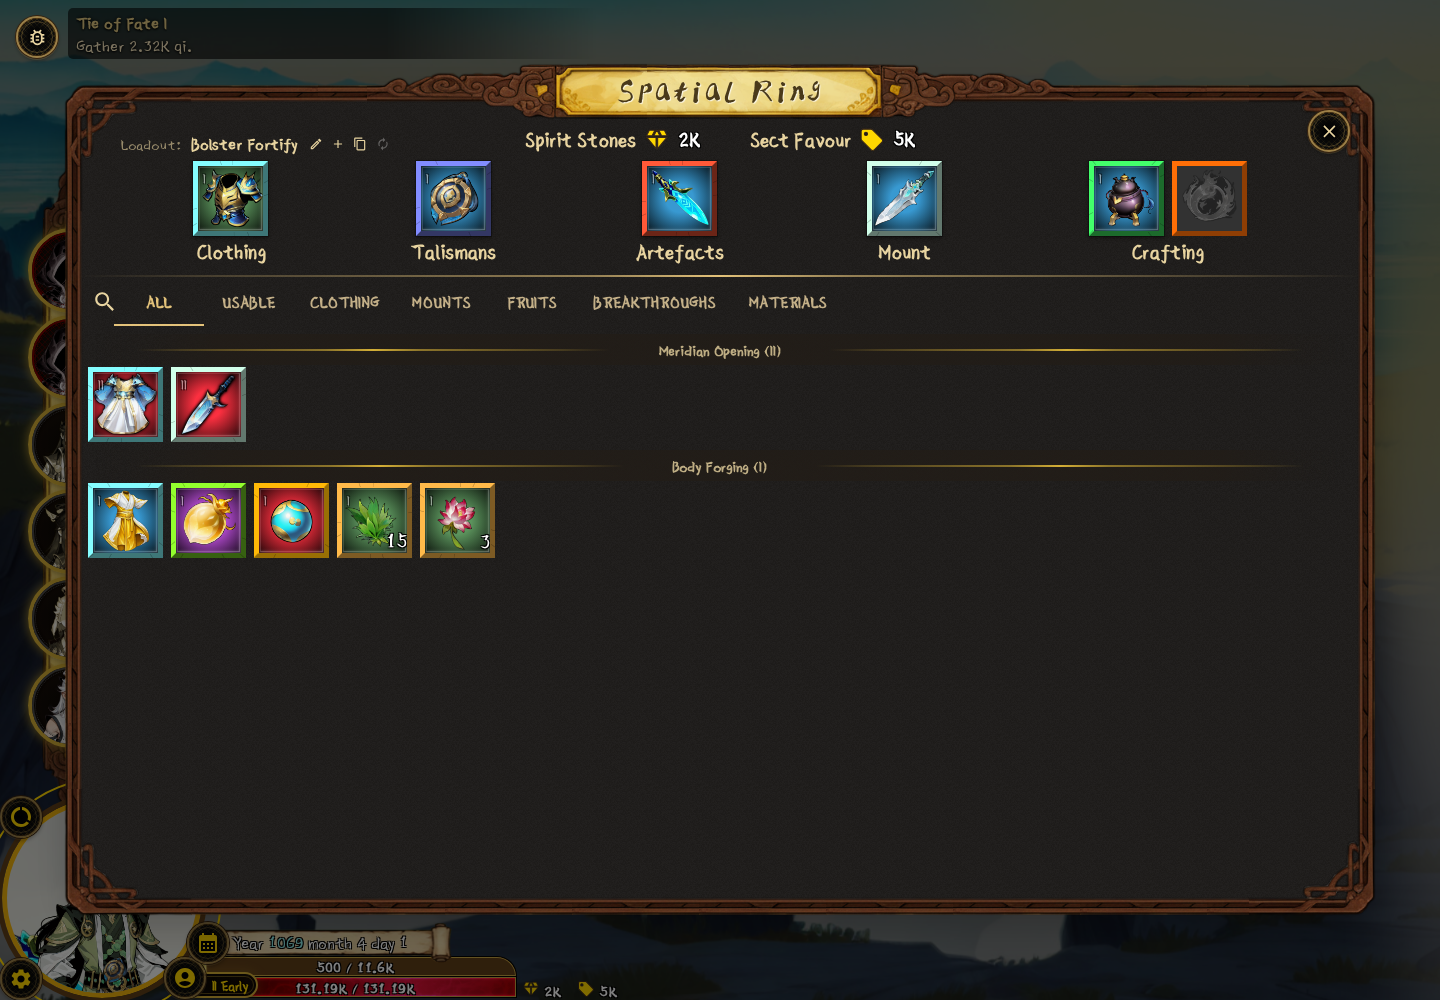 Tie of Fate I
Gather 2.32K qi.
Spatial Ring
Loadout: Bolster Fortify
Spirit Stones 2K
Sect Favour 5K
I
I
I
I
I
Clothing
Talismans
Artefacts
Mount
Crafting
ALL
USABLE
CLOTHING
MOUNTS
FRUITS
BREAKTHROUGHS
MATERIALS
Meridian Opening (II)
II
II
Body Forging (I)
I
I
I
I
15
I
3
Year 1069 month 4 day 1
500 / 11.6K
II Early
131.19K / 131.19K
2K
5K